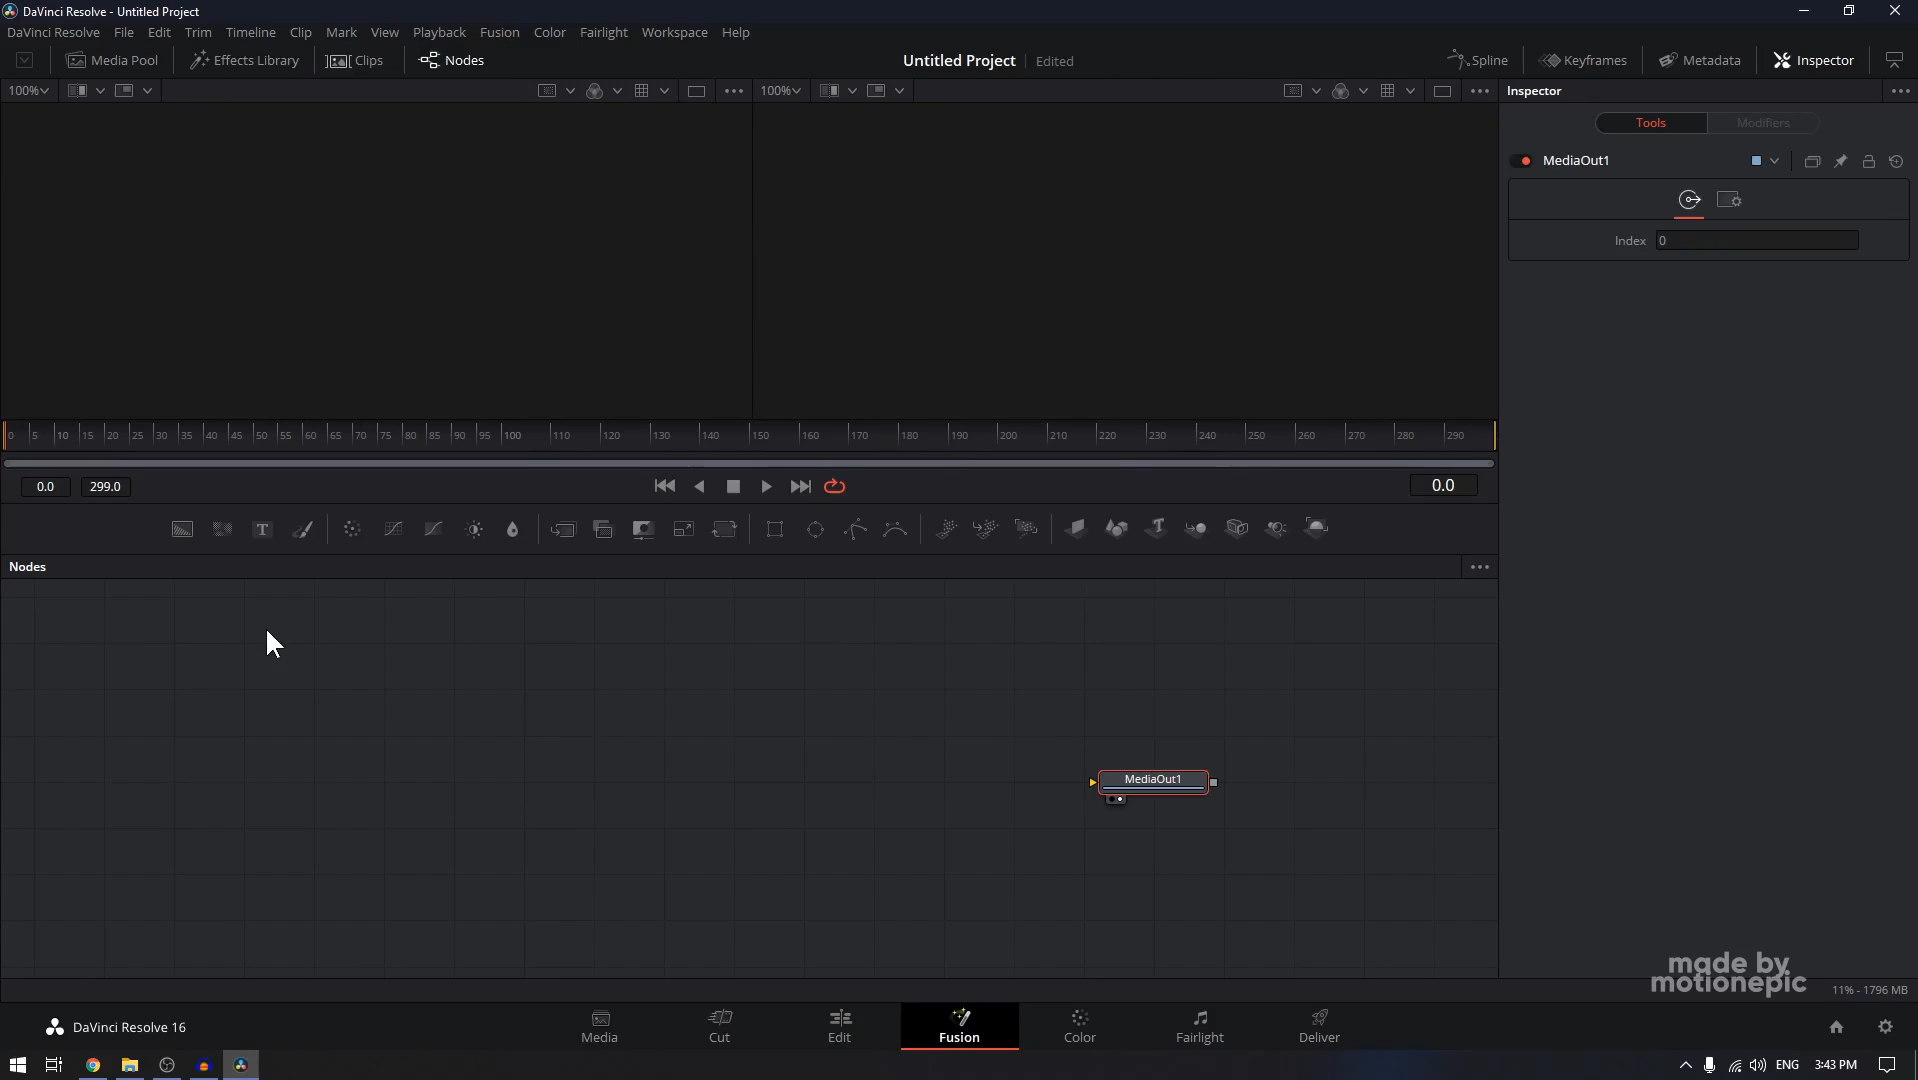 DaVinci Resolve - Untitled Project
DaVinci Resolve File Edit Trim Timeline Clip Mark View Playback Fusion Color Fairlight Workspace Help
Media Pool Effects Library Clips Nodes Untitled Project Edited Spline Keyframes Metadata Inspector
100% 100% Inspector
Tools Modifiers
MediaOut1
Index 0
0 5 10 15 20 25 30 35 40 45 50 55 60 65 70 75 80 85 90 95 100 110 120 130 140 150 160 170 180 190 200 210 220 230 240 250 260 270 280 290
0.0 299.0 0.0
T T
Nodes
MediaOut1
made by
motionepic
11% - 1796 MB
DaVinci Resolve 16
Media Cut Edit Fusion Color Fairlight Deliver
ENG 3:43 PM